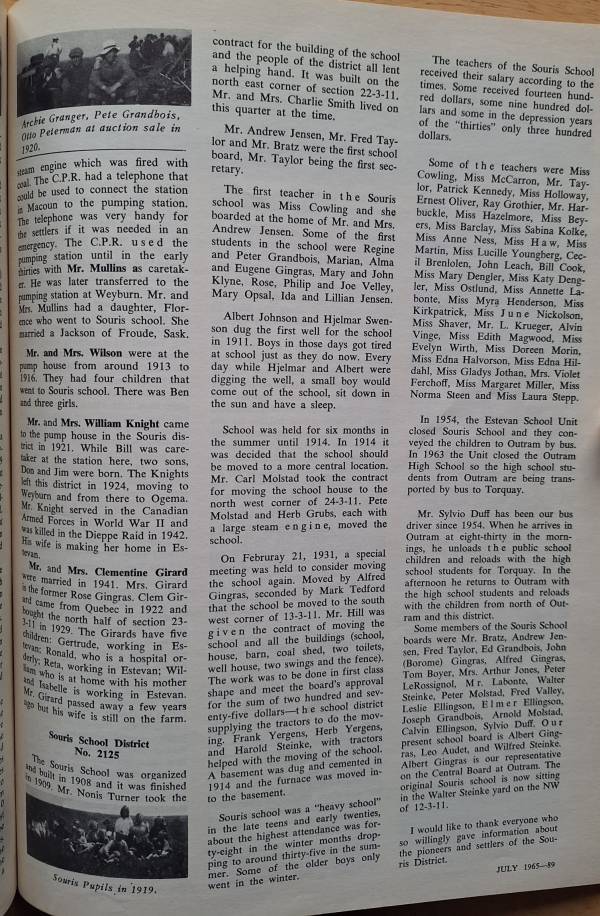 Archie Granger, Pete Grandbois,
Otto Peterman at auction sale in
1920.
steam engine which was fired with
coal. The C.P.R. had a telephone that
could be used to connect the station
in Macoun to the pumping station.
The telephone was very handy for
the settlers if it was needed in an
emergency. The C.P.R. used the
pumping station until in the early
thirties with Mr. Mullins as caretak-
er. He was later transferred to the
pumping station at Weyburn. Mr. and
Mrs. Mullins had a daughter, Flor-
ence who went to Souris school. She
married a Jackson of Froude, Sask.
Mr. and Mrs. Wilson were at the
pump house from around 1913 to
1916. They had four children that
went to Souris school. There was Ben
and three girls.
Mr. and Mrs. William Knight came
to the pump house in the Souris dis-
trict in 1921. While Bill was care-
taker at the station here, two sons,
Don and Jim were born. The Knights
left this district in 1924, moving to
Weyburn and from there to Ogema.
Mr. Knight served in the Canadian
Armed Forces in World War II and
was killed in the Dieppe Raid in 1942.
His wife is making her home in Es-
tevan.
Mr. and Mrs. Clementine Girard
were married in 1941. Mrs. Girard
is the former Rose Gingras. Clem Gir-
ard came from Quebec in 1922 and
bought the north half of section 23-
3-11 in 1929. The Girards have five
children: Gertrude, working in Es-
tevan; Ronald, who is a hospital or-
derly; Reta, working in Estevan; Wil-
liam who is at home with his mother
and Isabelle is working in Estevan.
Mr. Girard passed away a few years
ago but his wife is still on the farm.
Souris School District
No. 2125
The Souris School was organized
and built in 1908 and it was finished
in 1909. Mr. Nonis Turner took the
Souris Pupils in 1919.
contract for the building of the school
and the people of the district all lent
a helping hand. It was built on the
north east corner of section 22-3-11.
Mr. and Mrs. Charlie Smith lived on
this quarter at the time.
Mr. Andrew Jensen, Mr. Fred Tay-
lor and Mr. Bratz were the first school
board, Mr. Taylor being the first sec-
retary.
The first teacher in the Souris
school was Miss Cowling and she
boarded at the home of Mr. and Mrs.
Andrew Jensen. Some of the first
students in the school were Regine
and Peter Grandbois, Marian, Alma
and Eugene Gingras, Mary and John
Klyne, Rose, Philip and Joe Velley,
Mary Opsal, Ida and Lillian Jensen.
Albert Johnson and Hjelmar Swen-
son dug the first well for the school
in 1911. Boys in those days got tired
at school just as they do now. Every
day while Hjelmar and Albert were
digging the well, a small boy would
come out of the school, sit down in
the sun and have a sleep.
School was held for six months in
the summer until 1914. In 1914 it
was decided that the school should
be moved to a more central location.
Mr. Carl Molstad took the contract
for moving the school house to the
north west corner of 24-3-11. Pete
Molstad and Herb Grubs, each with
a large steam engine, moved the
school.
On Februray 21, 1931, a special
meeting was held to consider moving
the school again. Moved by Alfred
Gingras, seconded by Mark Tedford
that the school be moved to the south
west corner of 13-3-11. Mr. Hill was
given the contract of moving the
school and all the buildings (school,
house, barn, coal shed, two toilets,
well house, two swings and the fence).
The work was to be done in first class
shape and meet the board's approval
for the sum of two hundred and sev-
enty-five dollars—the school district
supplying the tractors to do the mov-
ing. Frank Yergens, Herb Yergens,
and Harold Steinke, with tractors
helped with the moving of the school.
A basement was dug and cemented in
1914 and the furnace was moved in-
to the basement.
Souris school was a "heavy school"
in the late teens and early twenties,
about the highest attendance was for-
ty-eight in the winter months drop-
ping to around thirty-five in the sum-
mer. Some of the older boys only
went in the winter.
The teachers of the Souris School
received their salary according to the
times. Some received fourteen hund-
red dollars, some nine hundred dol-
lars and some in the depression years
of the "thirties" only three hundred
dollars.
Some of the teachers were Miss
Cowling, Miss McCarron, Mr. Tay-
lor, Patrick Kennedy, Miss Holloway,
Ernest Oliver, Ray Grothier, Mr. Har-
buckle, Miss Hazelmore, Miss Bey-
ers, Miss Barclay, Miss Sabina Kolke,
Miss Anne Ness, Miss Haw, Miss
Martin, Miss Lucille Youngberg, Cec-
il Brenlolen, John Leach, Bill Cook,
Miss Mary Dengler, Miss Katy Deng-
ler, Miss Ostlund, Miss Annette La-
bonte, Miss Myra Henderson, Miss
Kirkpatrick, Miss June Nickolson,
Miss Shaver, Mr. L. Krueger, Alvin
Vinge, Miss Edith Magwood, Miss
Evelyn Wirth, Miss Doreen Morin,
Miss Edna Halvorson, Miss Edna Hil-
dahl, Miss Gladys Jothan, Mrs. Violet
Ferchoff, Miss Margaret Miller, Miss
Norma Steen and Miss Laura Stepp.
In 1954, the Estevan School Unit
closed Souris School and they con-
veyed the children to Outram by bus.
In 1963 the Unit closed the Outram
High School so the high school stu-
dents from Outram are being trans-
ported by bus to Torquay.
Mr. Sylvio Duff has been our bus
driver since 1954. When he arrives in
Outram at eight-thirty in the morn-
ings, he unloads the public school
children and reloads with the high
school students for Torquay. In the
afternoon he returns to Outram with
the high school students and reloads
with the children from north of Out-
ram and this district.
Some members of the Souris School
boards were Mr. Bratz, Andrew Jen-
sen, Fred Taylor, Ed Grandbois, John
(Borome) Gingras, Alfred Gingras,
Tom Boyer, Mrs. Arthur Jones, Peter
LeRossignol, Mr. Labonte, Walter
Steinke, Peter Molstad, Fred Valley,
Leslie Ellingson, Elmer Ellingson,
Joseph Grandbois, Arnold Molstad,
Calvin Ellingson, Sylvio Duff. Our
present school board is Albert Ging-
ras, Leo Audet, and Wilfred Steinke.
Albert Gingras is our representative
on the Central Board at Outram. The
original Souris school is now sitting
in the Walter Steinke yard on the NW
of 12-3-11.
I would like to thank everyone who
so willingly gave information about
the pioneers and settlers of the Sou-
ris District.
JULY 1965—89